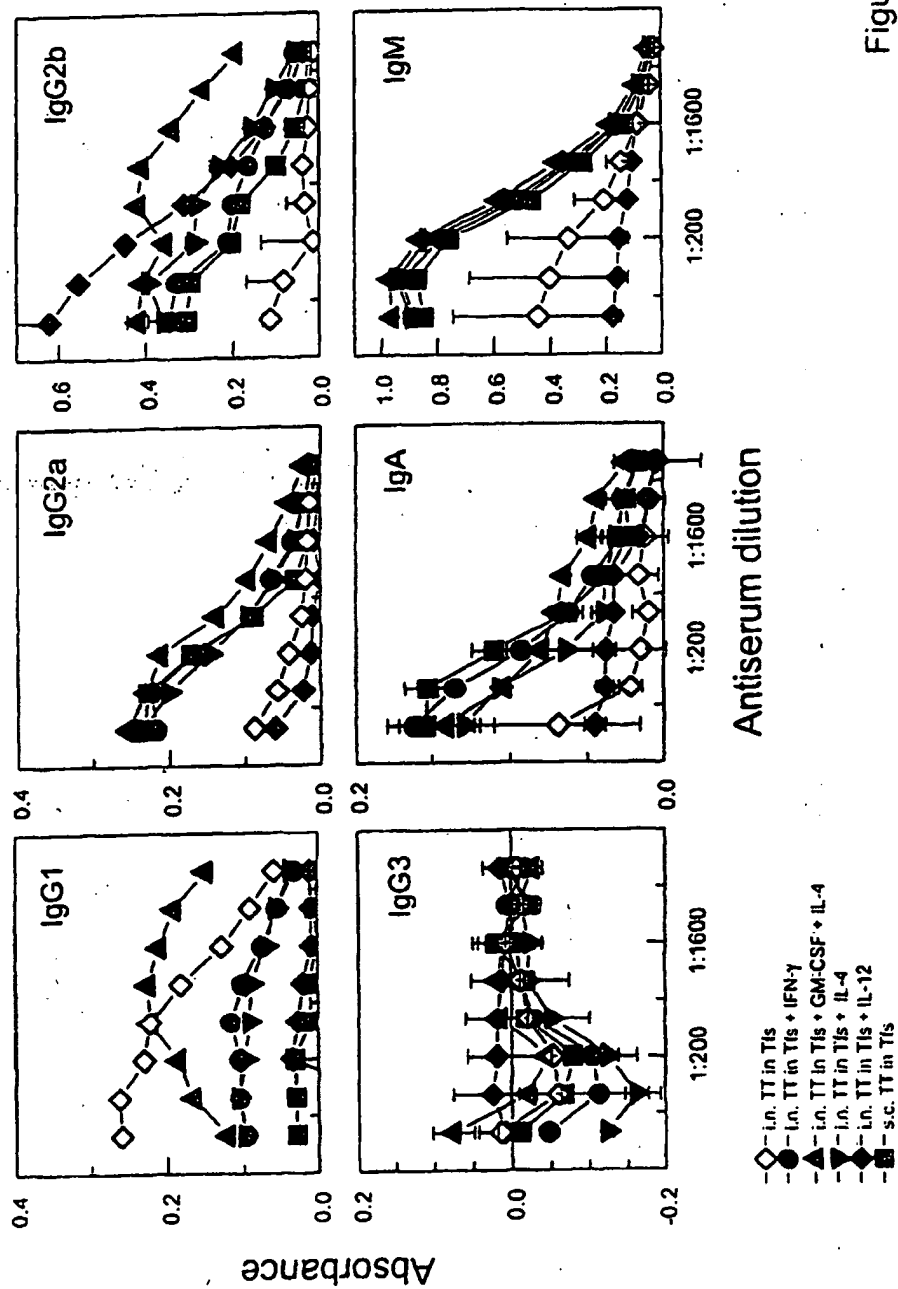 IgG1
IgG2a
IgG2b
0.4
0.2
0.0
0.4
0.2
0.0
0.6
0.4
0.2
0.0
IgG3
IgA
IgM
0.2
0.0
-0.2
0.2
0.0
1.0
0.8
0.6
0.4
0.2
0.0
1:200
1:1600
1:200
1:1600
1:200
1:1600
Absorbance
Antiserum dilution
i.n. TT in Tfs
i.n. TT in Tfs + IFN-γ
i.n. TT in Tfs + GM-CSF + IL-4
i.n. TT in Tfs + IL-4
i.n. TT in Tfs + IL-12
s.c. TT in Tfs
Figu